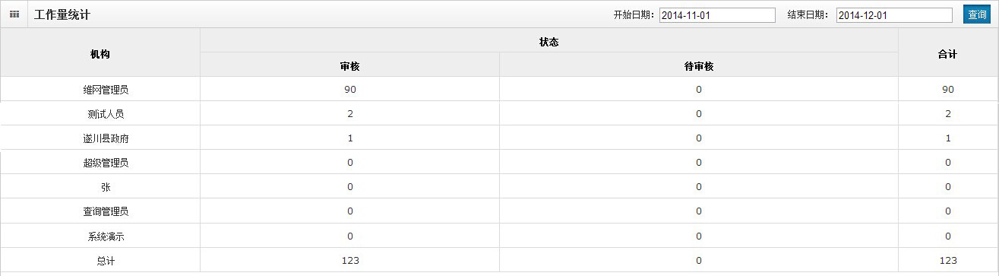 工作量统计 开始日期: 2014-11-01 结束日期: 2014-12-01 查询
机构 状态 合计
审核 待审核
维网管理员 90 0 90
测试人员 2 0 2
遂川县政府 1 0 1
超级管理员 0 0 0
张 0 0 0
查询管理员 0 0 0
系统演示 0 0 0
总计 123 0 123